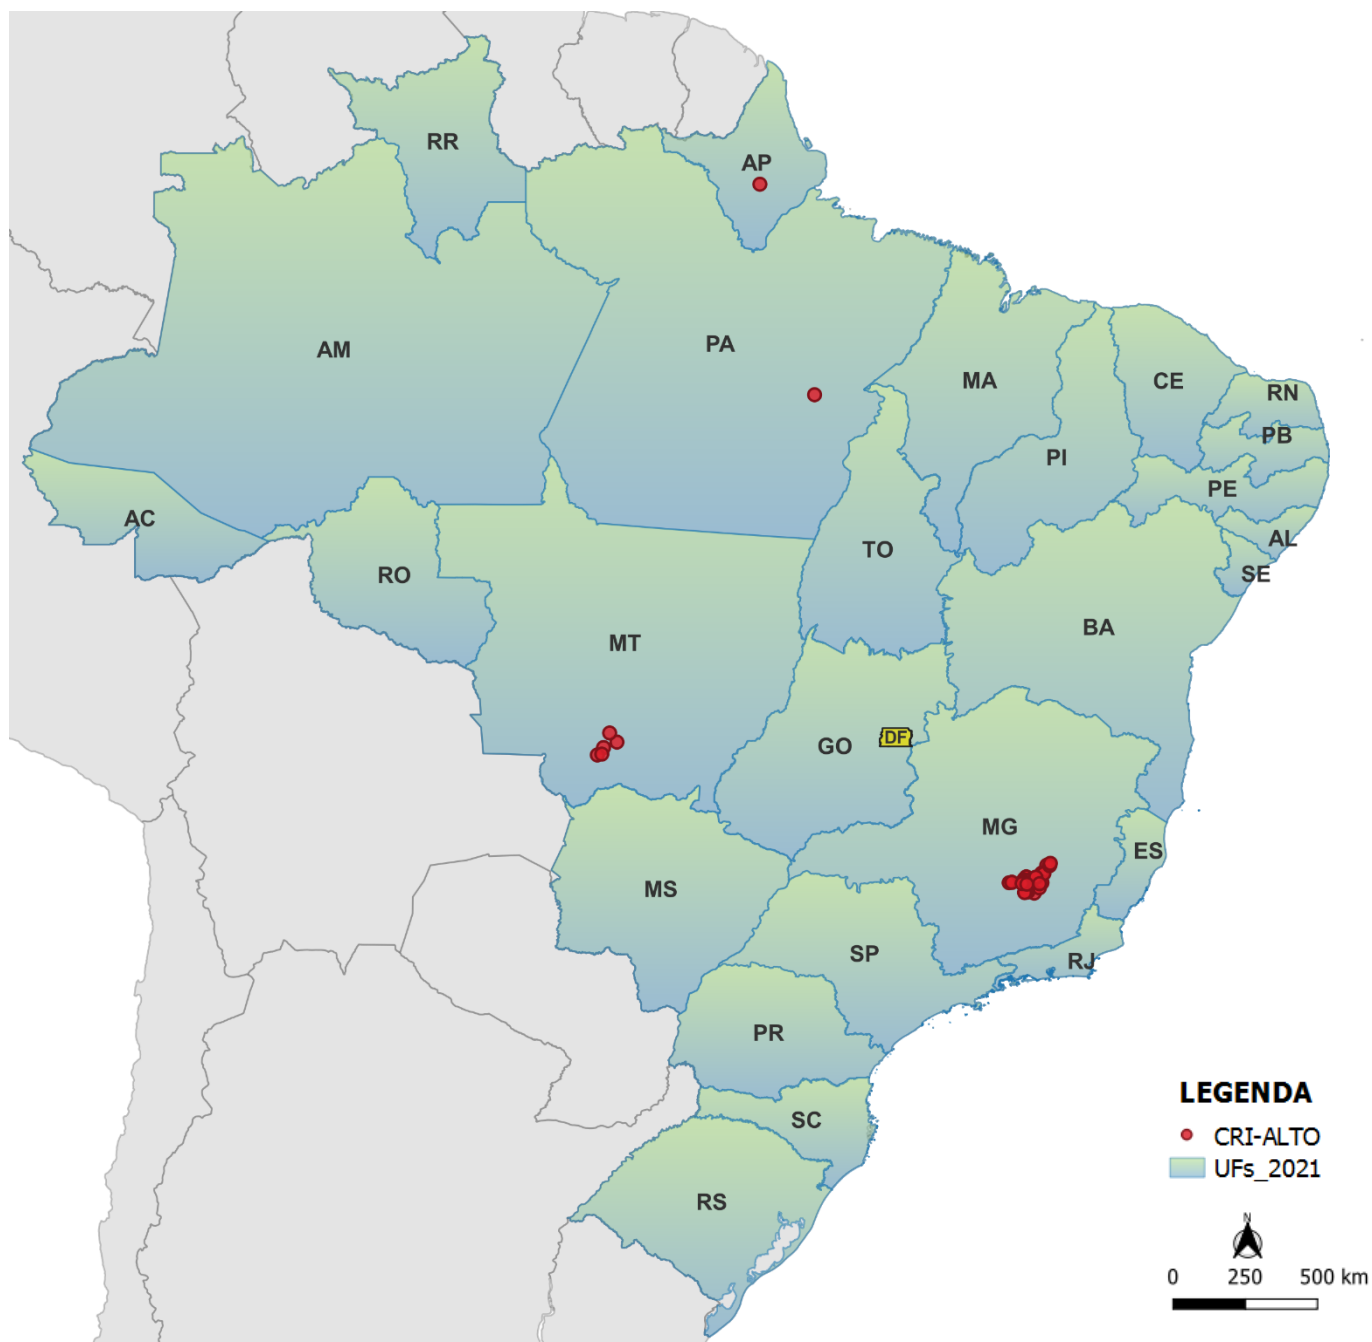 RR
AP
AM
PA
MA
CE
RN
PB
PI
PE
AC
AL
TO
RO
SE
BA
MT
DF
GO
MG
ES
MS
SP
RJ
PR
LEGENDA
SC
CRI-ALTO
UFs_2021
RS
N
0 250 500 km